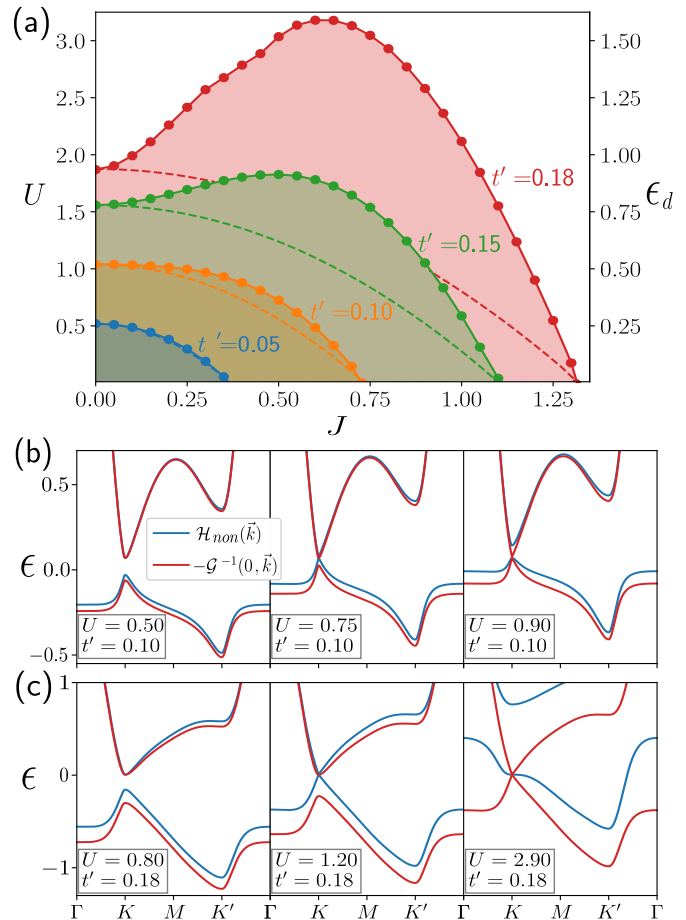 (a)
3.0
2.5
2.0
1.5
1.0
0.5
U
1.50
1.25
1.00
0.75
0.50
0.25
ϵ_d
t′=0.18
t′=0.15
t′=0.10
t′=0.05
0.00 0.25 0.50 0.75 1.00 1.25
J
(b)
0.5
0.0
−0.5
ϵ
ℋ_non(k⃗)
−𝒢⁻¹(0, k⃗)
U = 0.50
t′ = 0.10
U = 0.75
t′ = 0.10
U = 0.90
t′ = 0.10
(c)
1
0
−1
ϵ
U = 0.80
t′ = 0.18
U = 1.20
t′ = 0.18
U = 2.90
t′ = 0.18
Γ K M K′ Γ K M K′ Γ K M K′ Γ